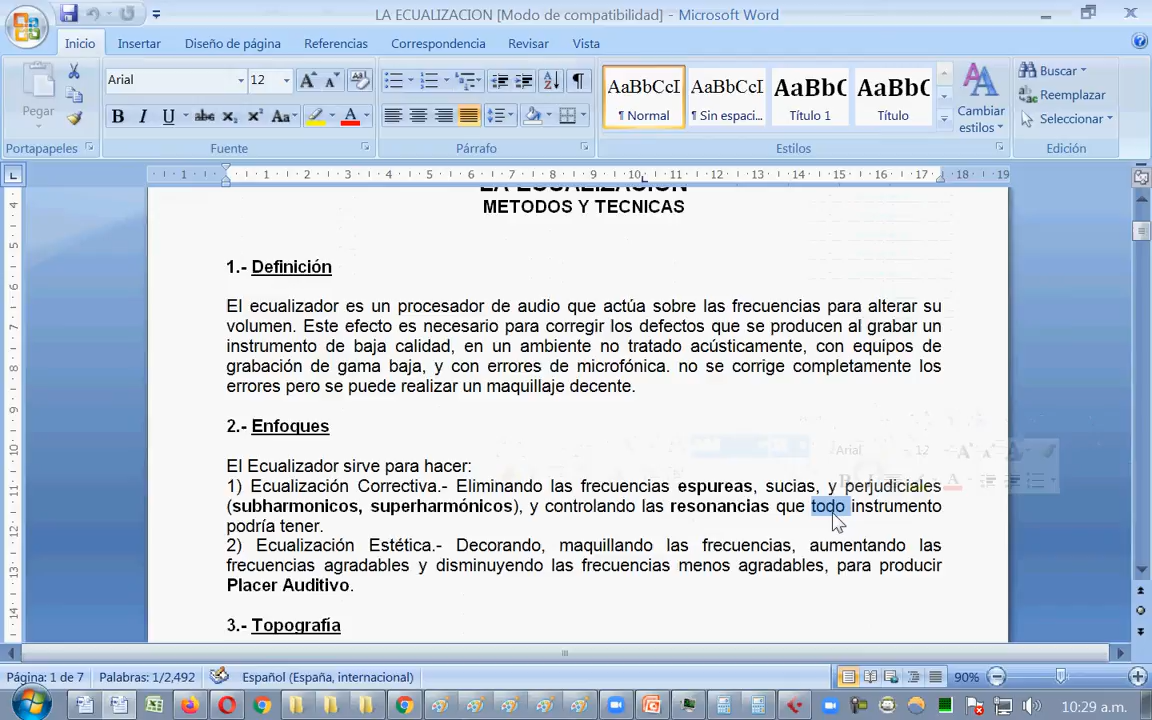 LA ECUALIZACION [Modo de compatibilidad] - Microsoft Word
Inicio Insertar Diseño de página Referencias Correspondencia Revisar Vista
Arial 12 Buscar
Pegar AaBbCcI AaBbCcI AaBbC AaBbC Cambiar estilos Reemplazar
¶ Normal ¶ Sin espaci... Título 1 Título Seleccionar
Portapapeles Fuente Párrafo Estilos Edición
LA ECUALIZACION
METODOS Y TECNICAS
1.- Definición
El ecualizador es un procesador de audio que actúa sobre las frecuencias para alterar su
volumen. Este efecto es necesario para corregir los defectos que se producen al grabar un
instrumento de baja calidad, en un ambiente no tratado acústicamente, con equipos de
grabación de gama baja, y con errores de microfónica. no se corrige completamente los
errores pero se puede realizar un maquillaje decente.
2.- Enfoques
El Ecualizador sirve para hacer:
1) Ecualización Correctiva.- Eliminando las frecuencias espureas, sucias, y perjudiciales
(subharmonicos, superharmónicos), y controlando las resonancias que todo instrumento
podría tener.
2) Ecualización Estética.- Decorando, maquillando las frecuencias, aumentando las
frecuencias agradables y disminuyendo las frecuencias menos agradables, para producir
Placer Auditivo.
3.- Topografía
Página: 1 de 7 Palabras: 1/2,492 Español (España, internacional) 90%
10:29 a.m.